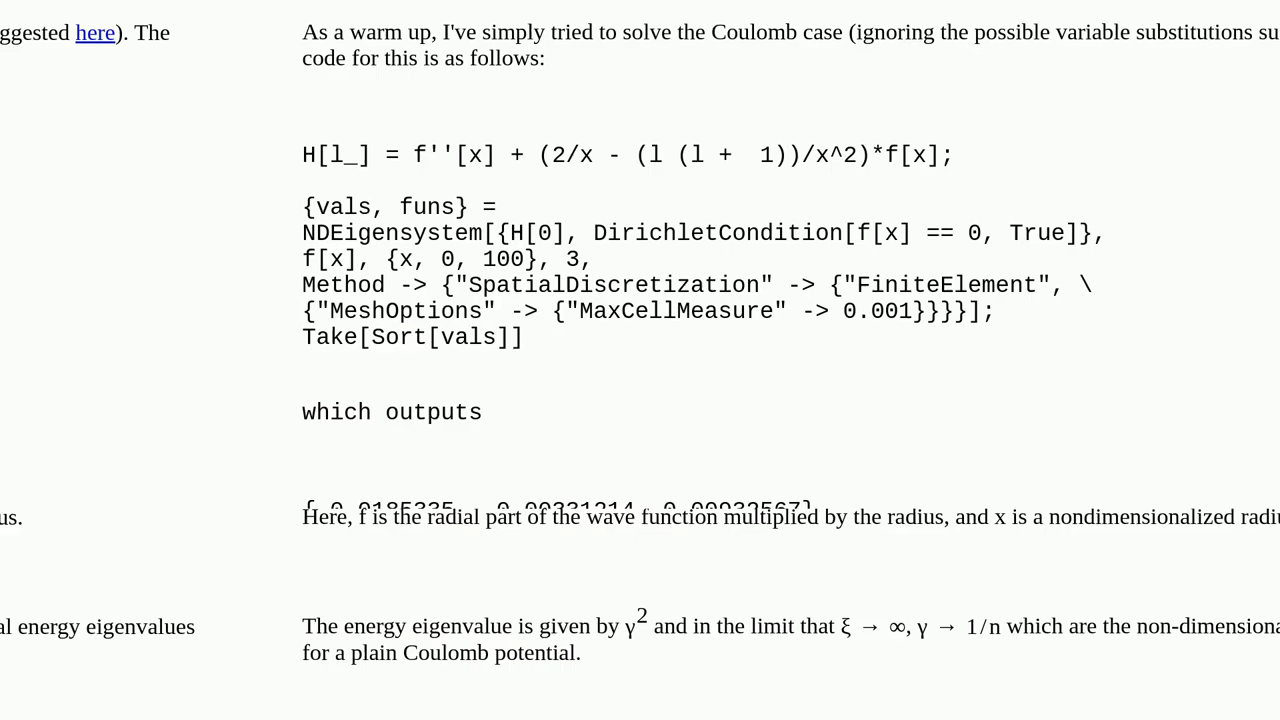 ggested here). The
As a warm up, I've simply tried to solve the Coulomb case (ignoring the possible variable substitutions su
code for this is as follows:
H[l_] = f''[x] + (2/x - (l (l +  1))/x^2)*f[x];
{vals, funs} =
NDEigensystem[{H[0], DirichletCondition[f[x] == 0, True]},
f[x], {x, 0, 100}, 3,
Method -> {"SpatialDiscretization" -> {"FiniteElement", \
{"MeshOptions" -> {"MaxCellMeasure" -> 0.001}}}}];
Take[Sort[vals]]
which outputs
us.
Here, f is the radial part of the wave function multiplied by the radius, and x is a nondimensionalized radiu
al energy eigenvalues
The energy eigenvalue is given by γ² and in the limit that ξ → ∞, γ → 1/n which are the non-dimensiona
for a plain Coulomb potential.